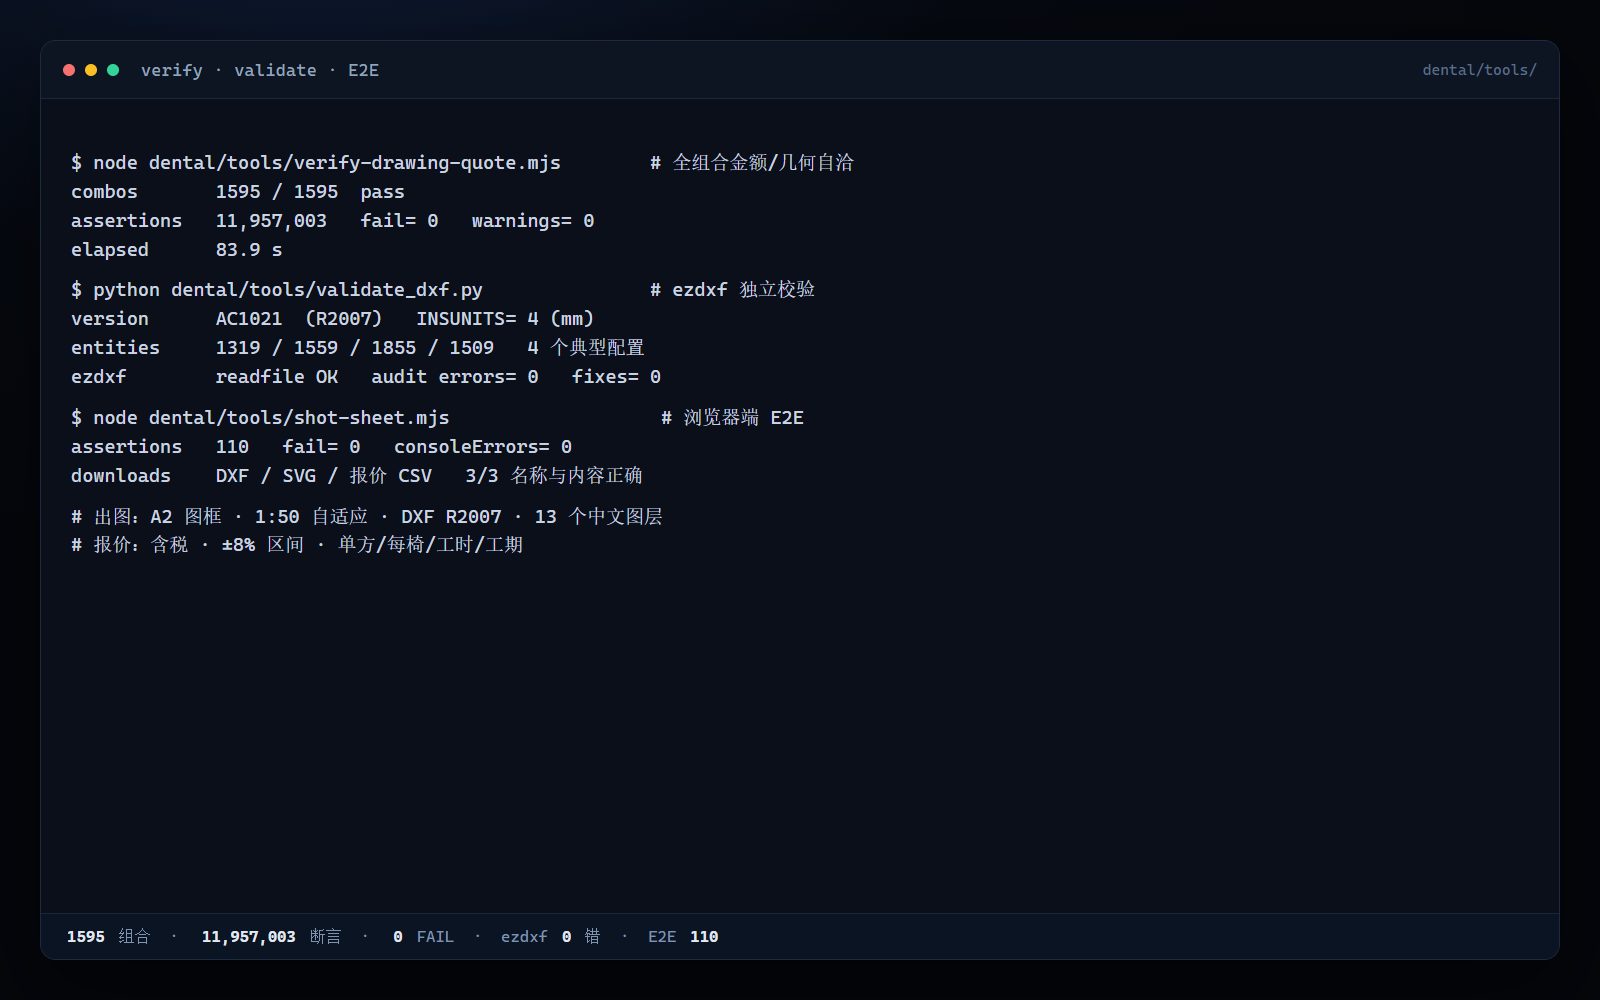 verify · validate · E2E
dental/tools/
$ node dental/tools/verify-drawing-quote.mjs # 全组合金额/几何自洽
combos 1595 / 1595 pass
assertions 11,957,003 fail= 0 warnings= 0
elapsed 83.9 s
$ python dental/tools/validate_dxf.py # ezdxf 独立校验
version AC1021 (R2007) INSUNITS= 4 (mm)
entities 1319 / 1559 / 1855 / 1509 4 个典型配置
ezdxf readfile OK audit errors= 0 fixes= 0
$ node dental/tools/shot-sheet.mjs # 浏览器端 E2E
assertions 110 fail= 0 consoleErrors= 0
downloads DXF / SVG / 报价 CSV 3/3 名称与内容正确
# 出图：A2 图框 · 1:50 自适应 · DXF R2007 · 13 个中文图层
# 报价：含税 · ±8% 区间 · 单方/每椅/工时/工期
1595 组合 · 11,957,003 断言 · 0 FAIL · ezdxf 0 错 · E2E 110